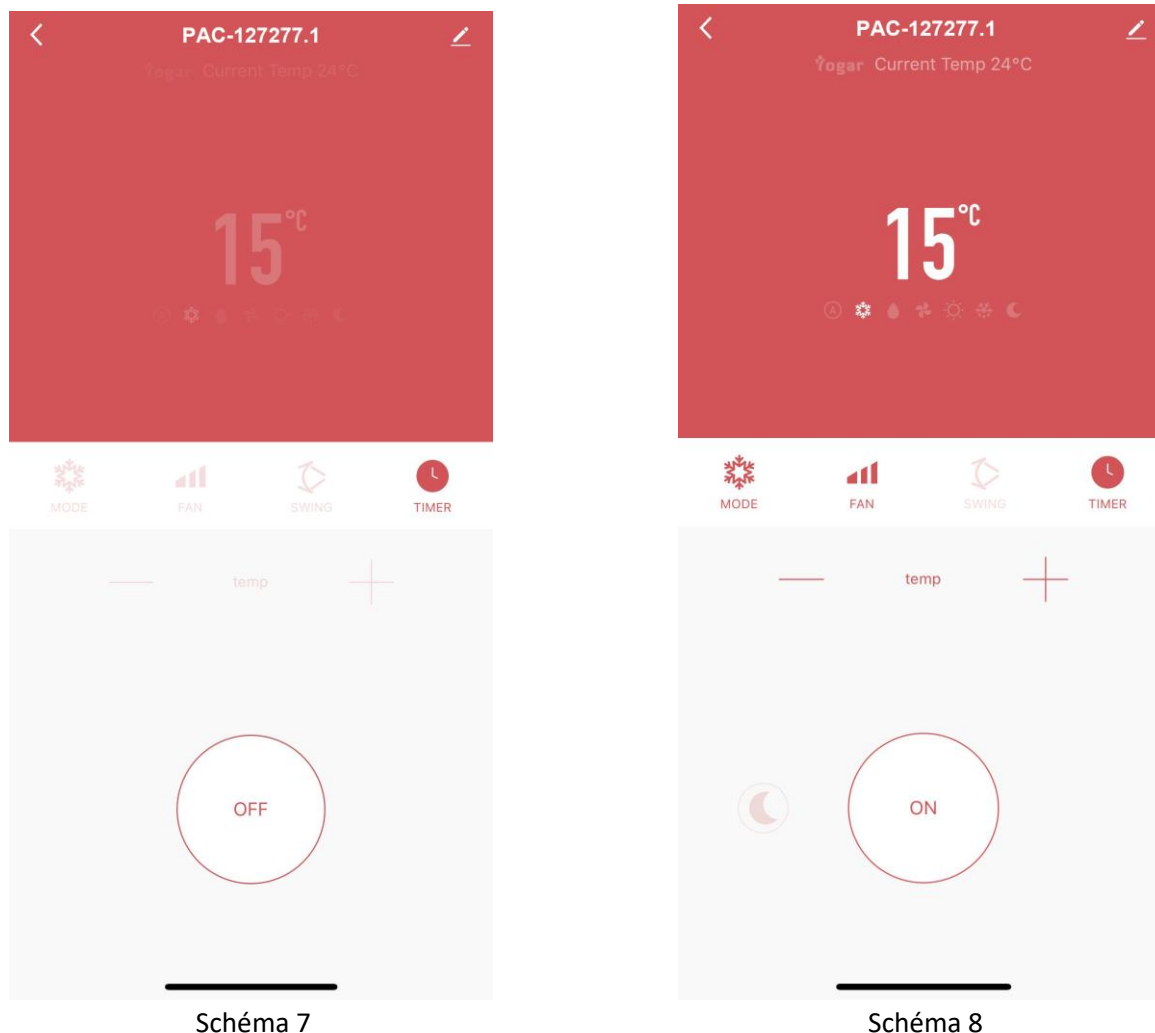 PAC-127277.1
Yogar Current Temp 24°C
15°C
MODE FAN SWING TIMER
temp
OFF
Schéma 7
PAC-127277.1
Yogar Current Temp 24°C
15°C
A
MODE FAN SWING TIMER
temp
ON
Schéma 8